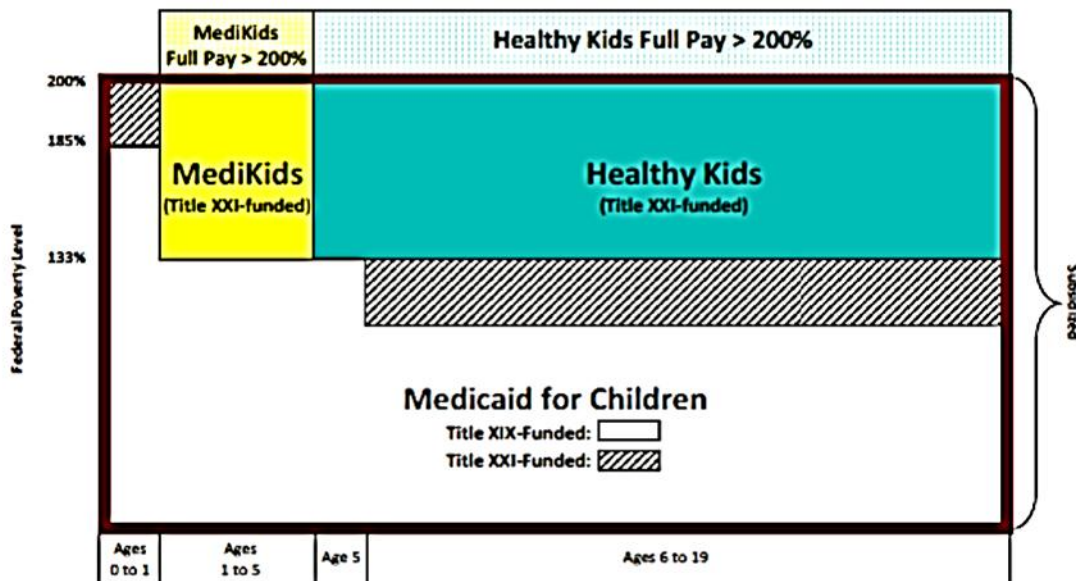 MediKids
Full Pay > 200%
Healthy Kids Full Pay > 200%
200%
185%
133%
Federal Poverty Level
MediKids
(Title XXI-funded)
Healthy Kids
(Title XXI-funded)
Subsidized
Medicaid for Children
Title XIX-Funded:
Title XXI-Funded:
Ages
0 to 1
Ages
1 to 5
Age 5
Ages 6 to 19